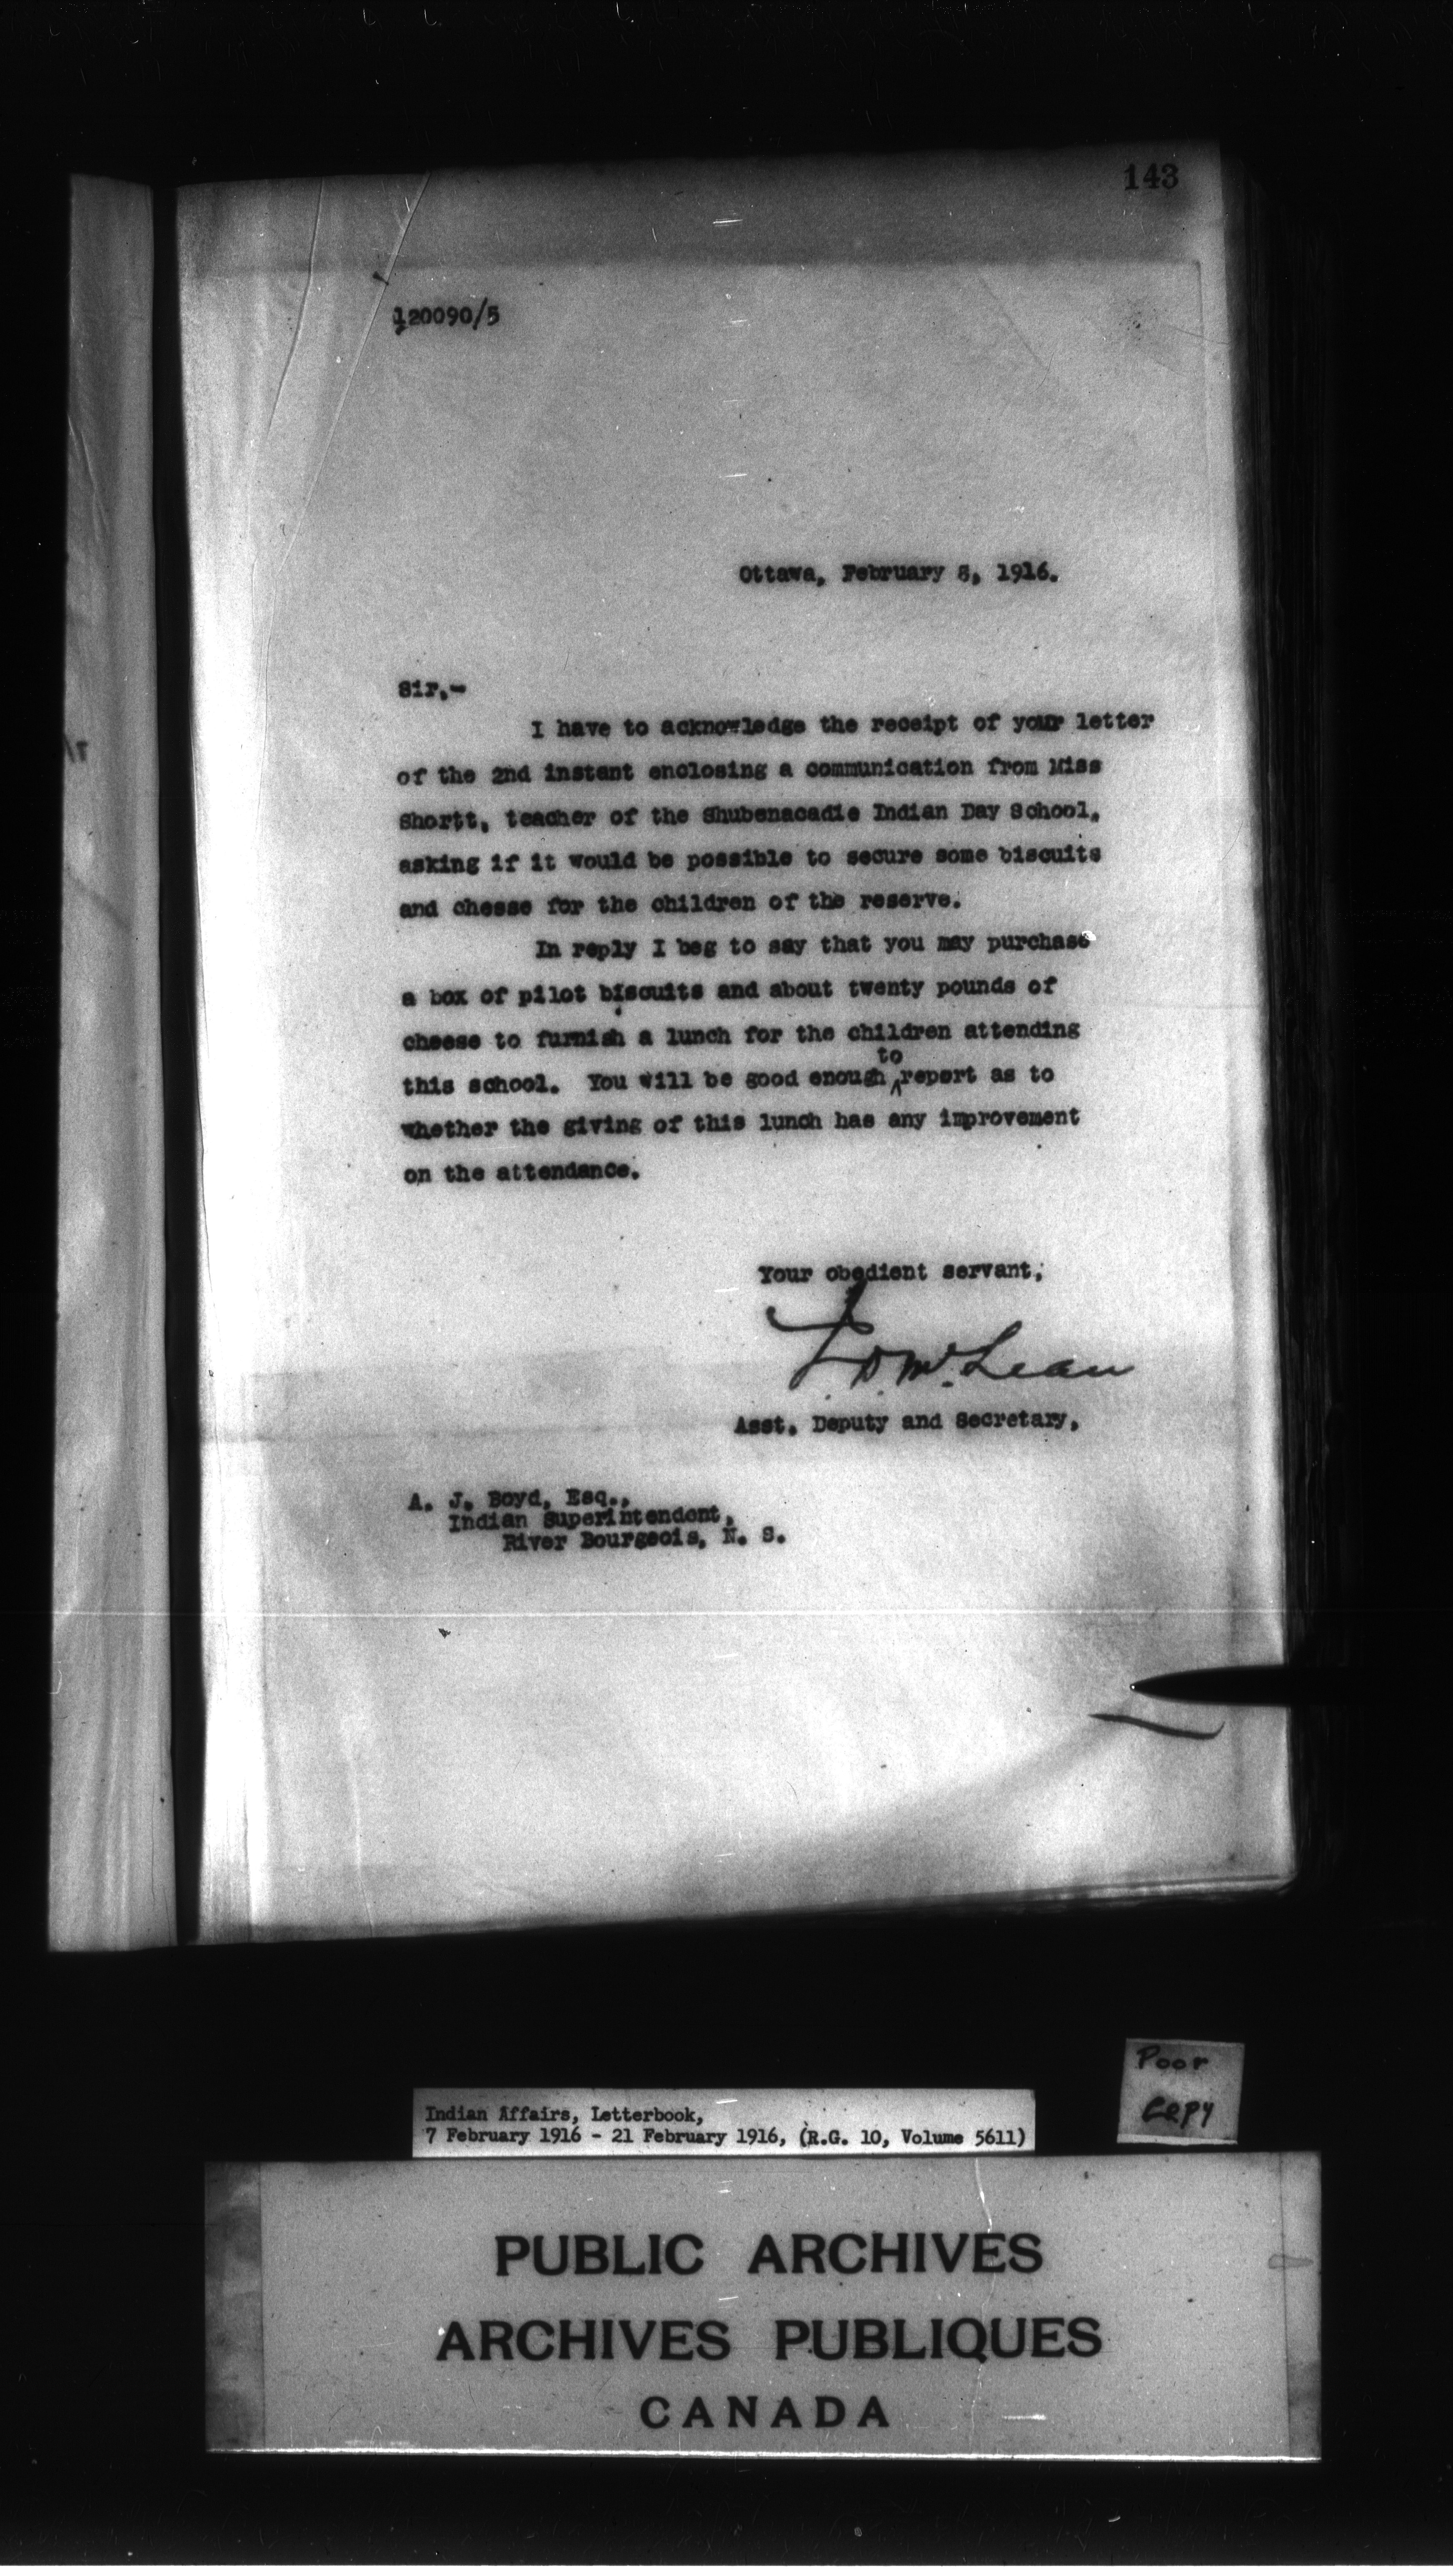 143
120090/5
Ottawa, February 8, 1916.
Sir,-
I have to acknowledge the receipt of your letter
of the 2nd instant enclosing a communication from Miss
Shortt, teacher of the Shubenacadie Indian Day School,
asking if it would be possible to secure some biscuits
and cheese for the children of the reserve.
In reply I beg to say that you may purchase
a box of pilot biscuits and about twenty pounds of
cheese to furnish a lunch for the children attending
this school. You will be good enough to report as to
whether the giving of this lunch has any improvement
on the attendance.
Your obedient servant,
J. D. McLean
Asst. Deputy and Secretary,
A. J. Boyd, Esq.,
Indian Superintendent,
River Bourgeois, N. S.
Poor
Copy
Indian Affairs, Letterbook,
7 February 1916 - 21 February 1916, (R.G. 10, Volume 5611)
PUBLIC ARCHIVES
ARCHIVES PUBLIQUES
CANADA